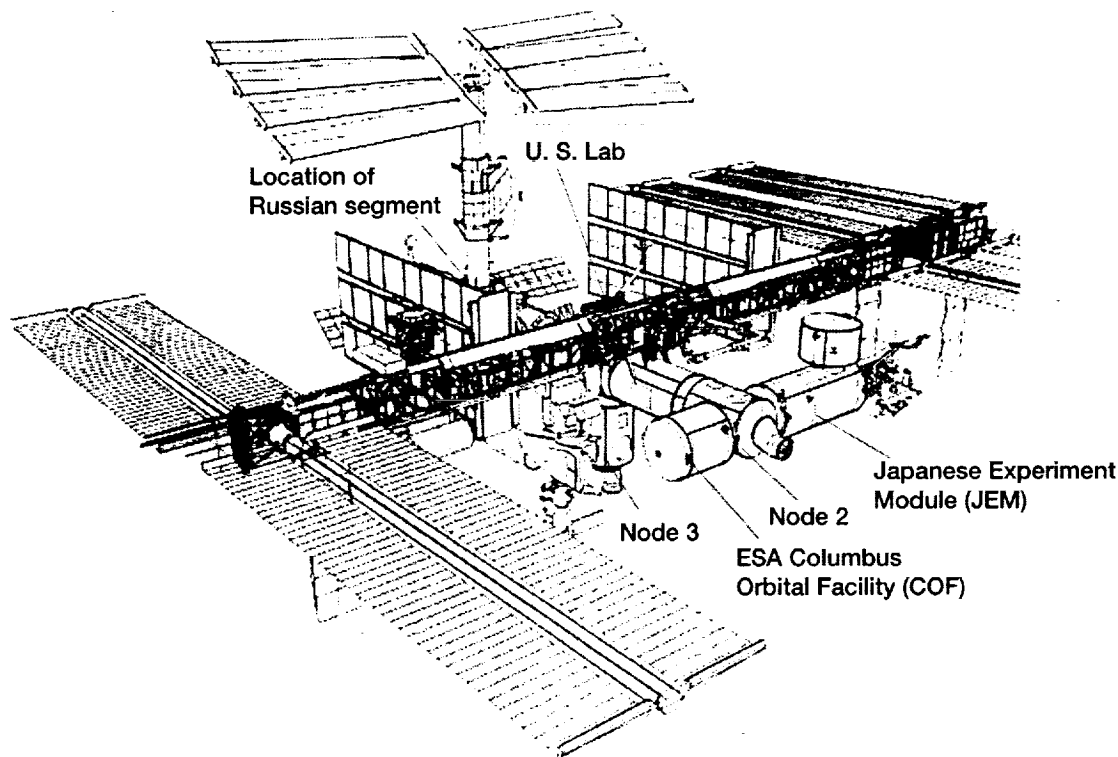 U. S. Lab
Location of
Russian segment
Japanese Experiment
Module (JEM)
Node 2
Node 3
ESA Columbus
Orbital Facility (COF)